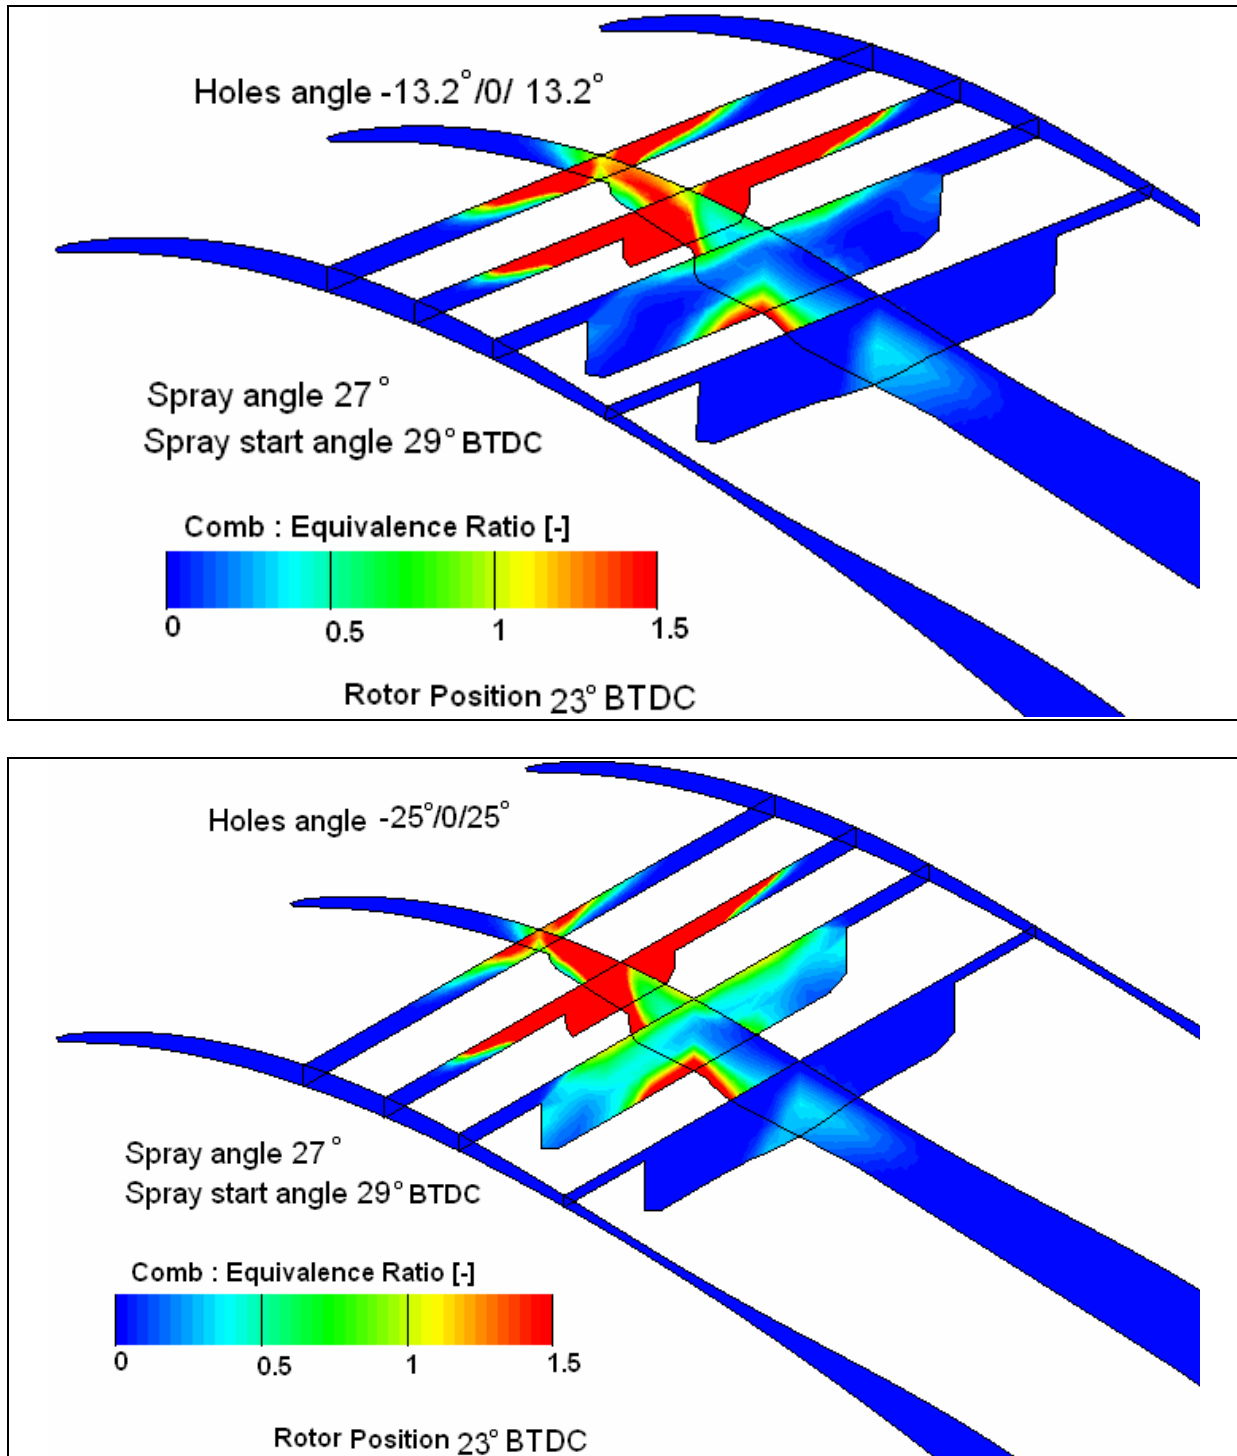 Holes angle -13.2°/0/ 13.2°
Spray angle 27°
Spray start angle 29° BTDC
Comb : Equivalence Ratio [-]
0 0.5 1 1.5
Rotor Position 23° BTDC
Holes angle -25°/0/25°
Spray angle 27°
Spray start angle 29° BTDC
Comb : Equivalence Ratio [-]
0 0.5 1 1.5
Rotor Position 23° BTDC